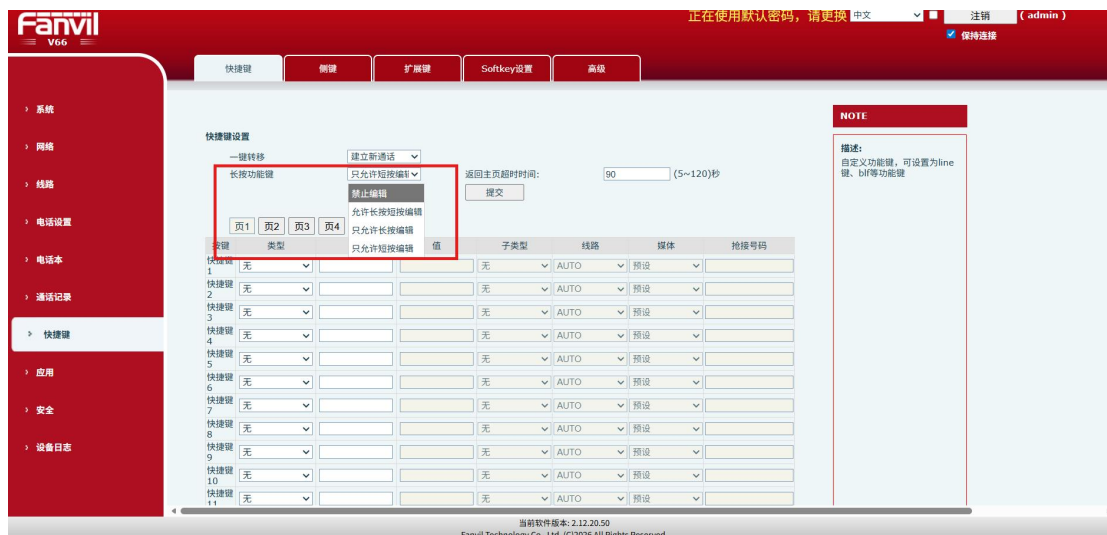 正在使用默认密码，请更换 中文 注销 ( admin )
Fanvil
V66
保持连接
快捷键 侧键 扩展键 Softkey设置 高级
系统
网络
线路
电话设置
电话本
通话记录
快捷键
应用
安全
设备日志
快捷键设置
一键转移 建立新通话
长按功能键 只允许短按编辑 返回主页超时时间: 90 (5~120)秒
禁止编辑 提交
允许长按短按编辑
只允许长按编辑
只允许短按编辑
页1 页2 页3 页4
按键 类型 值 子类型 线路 媒体 抢接号码
快捷键1 无 无 AUTO 预设
快捷键2 无 无 AUTO 预设
快捷键3 无 无 AUTO 预设
快捷键4 无 无 AUTO 预设
快捷键5 无 无 AUTO 预设
快捷键6 无 无 AUTO 预设
快捷键7 无 无 AUTO 预设
快捷键8 无 无 AUTO 预设
快捷键9 无 无 AUTO 预设
快捷键10 无 无 AUTO 预设
快捷键11 无 无 AUTO 预设
NOTE
描述:
自定义功能键，可设置为line
键、blf等功能键
当前软件版本: 2.12.20.50
Fanvil Technology Co., Ltd. (C)2026 All Rights Reserved.